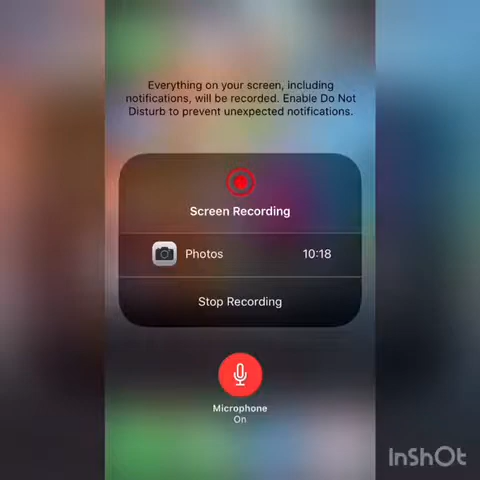 Everything on your screen, including
notifications, will be recorded. Enable Do Not
Disturb to prevent unexpected notifications.
Screen Recording
Photos 10:18
Stop Recording
Microphone
On
InShOt